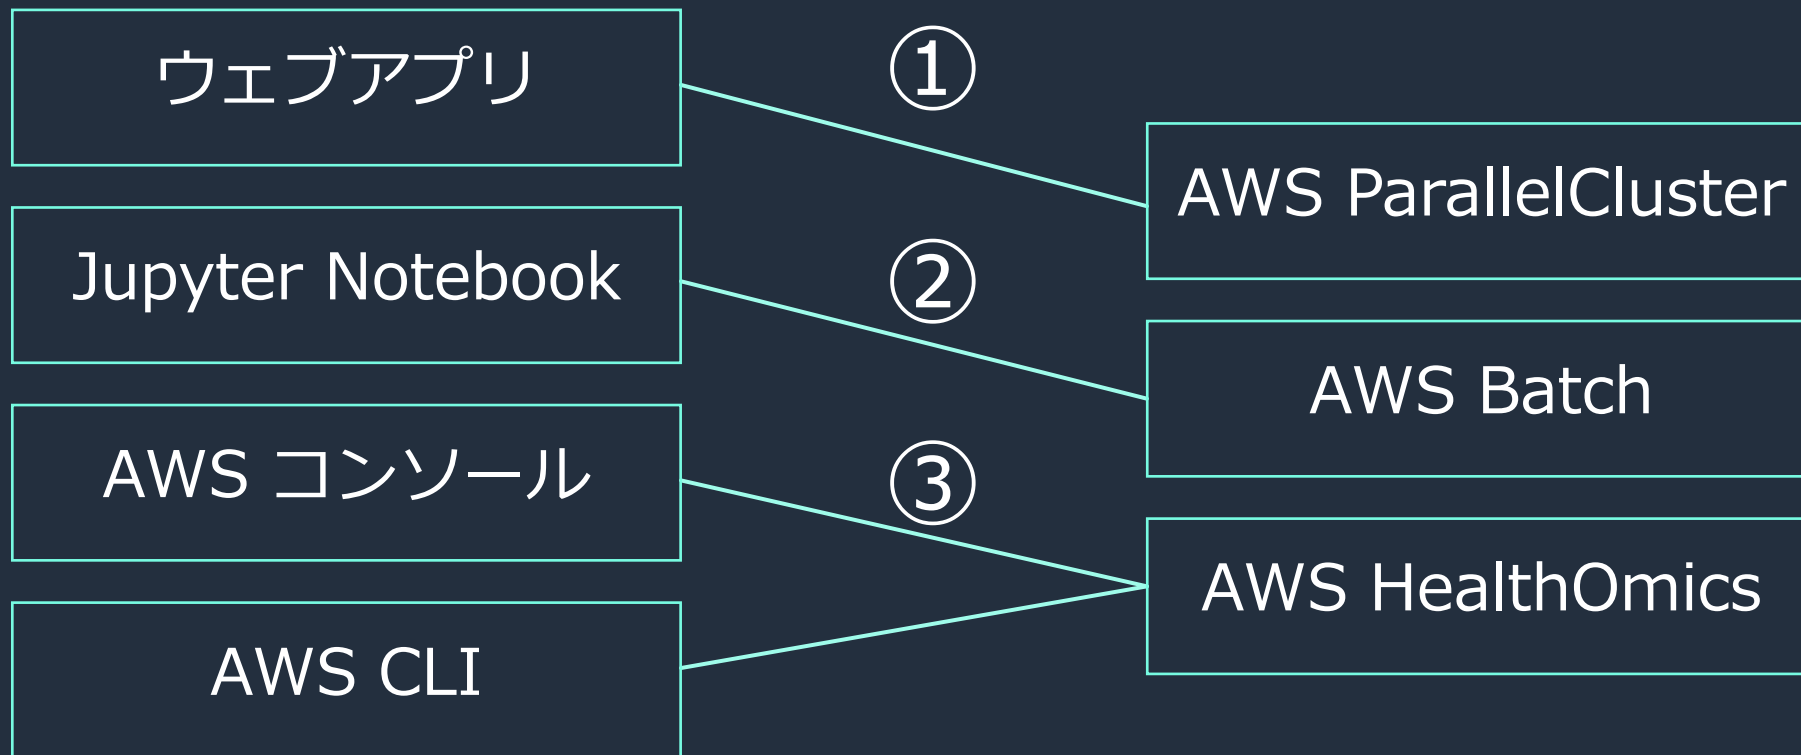 ウェブアプリ
①
AWS ParallelCluster
Jupyter Notebook
②
AWS Batch
AWS コンソール
③
AWS HealthOmics
AWS CLI